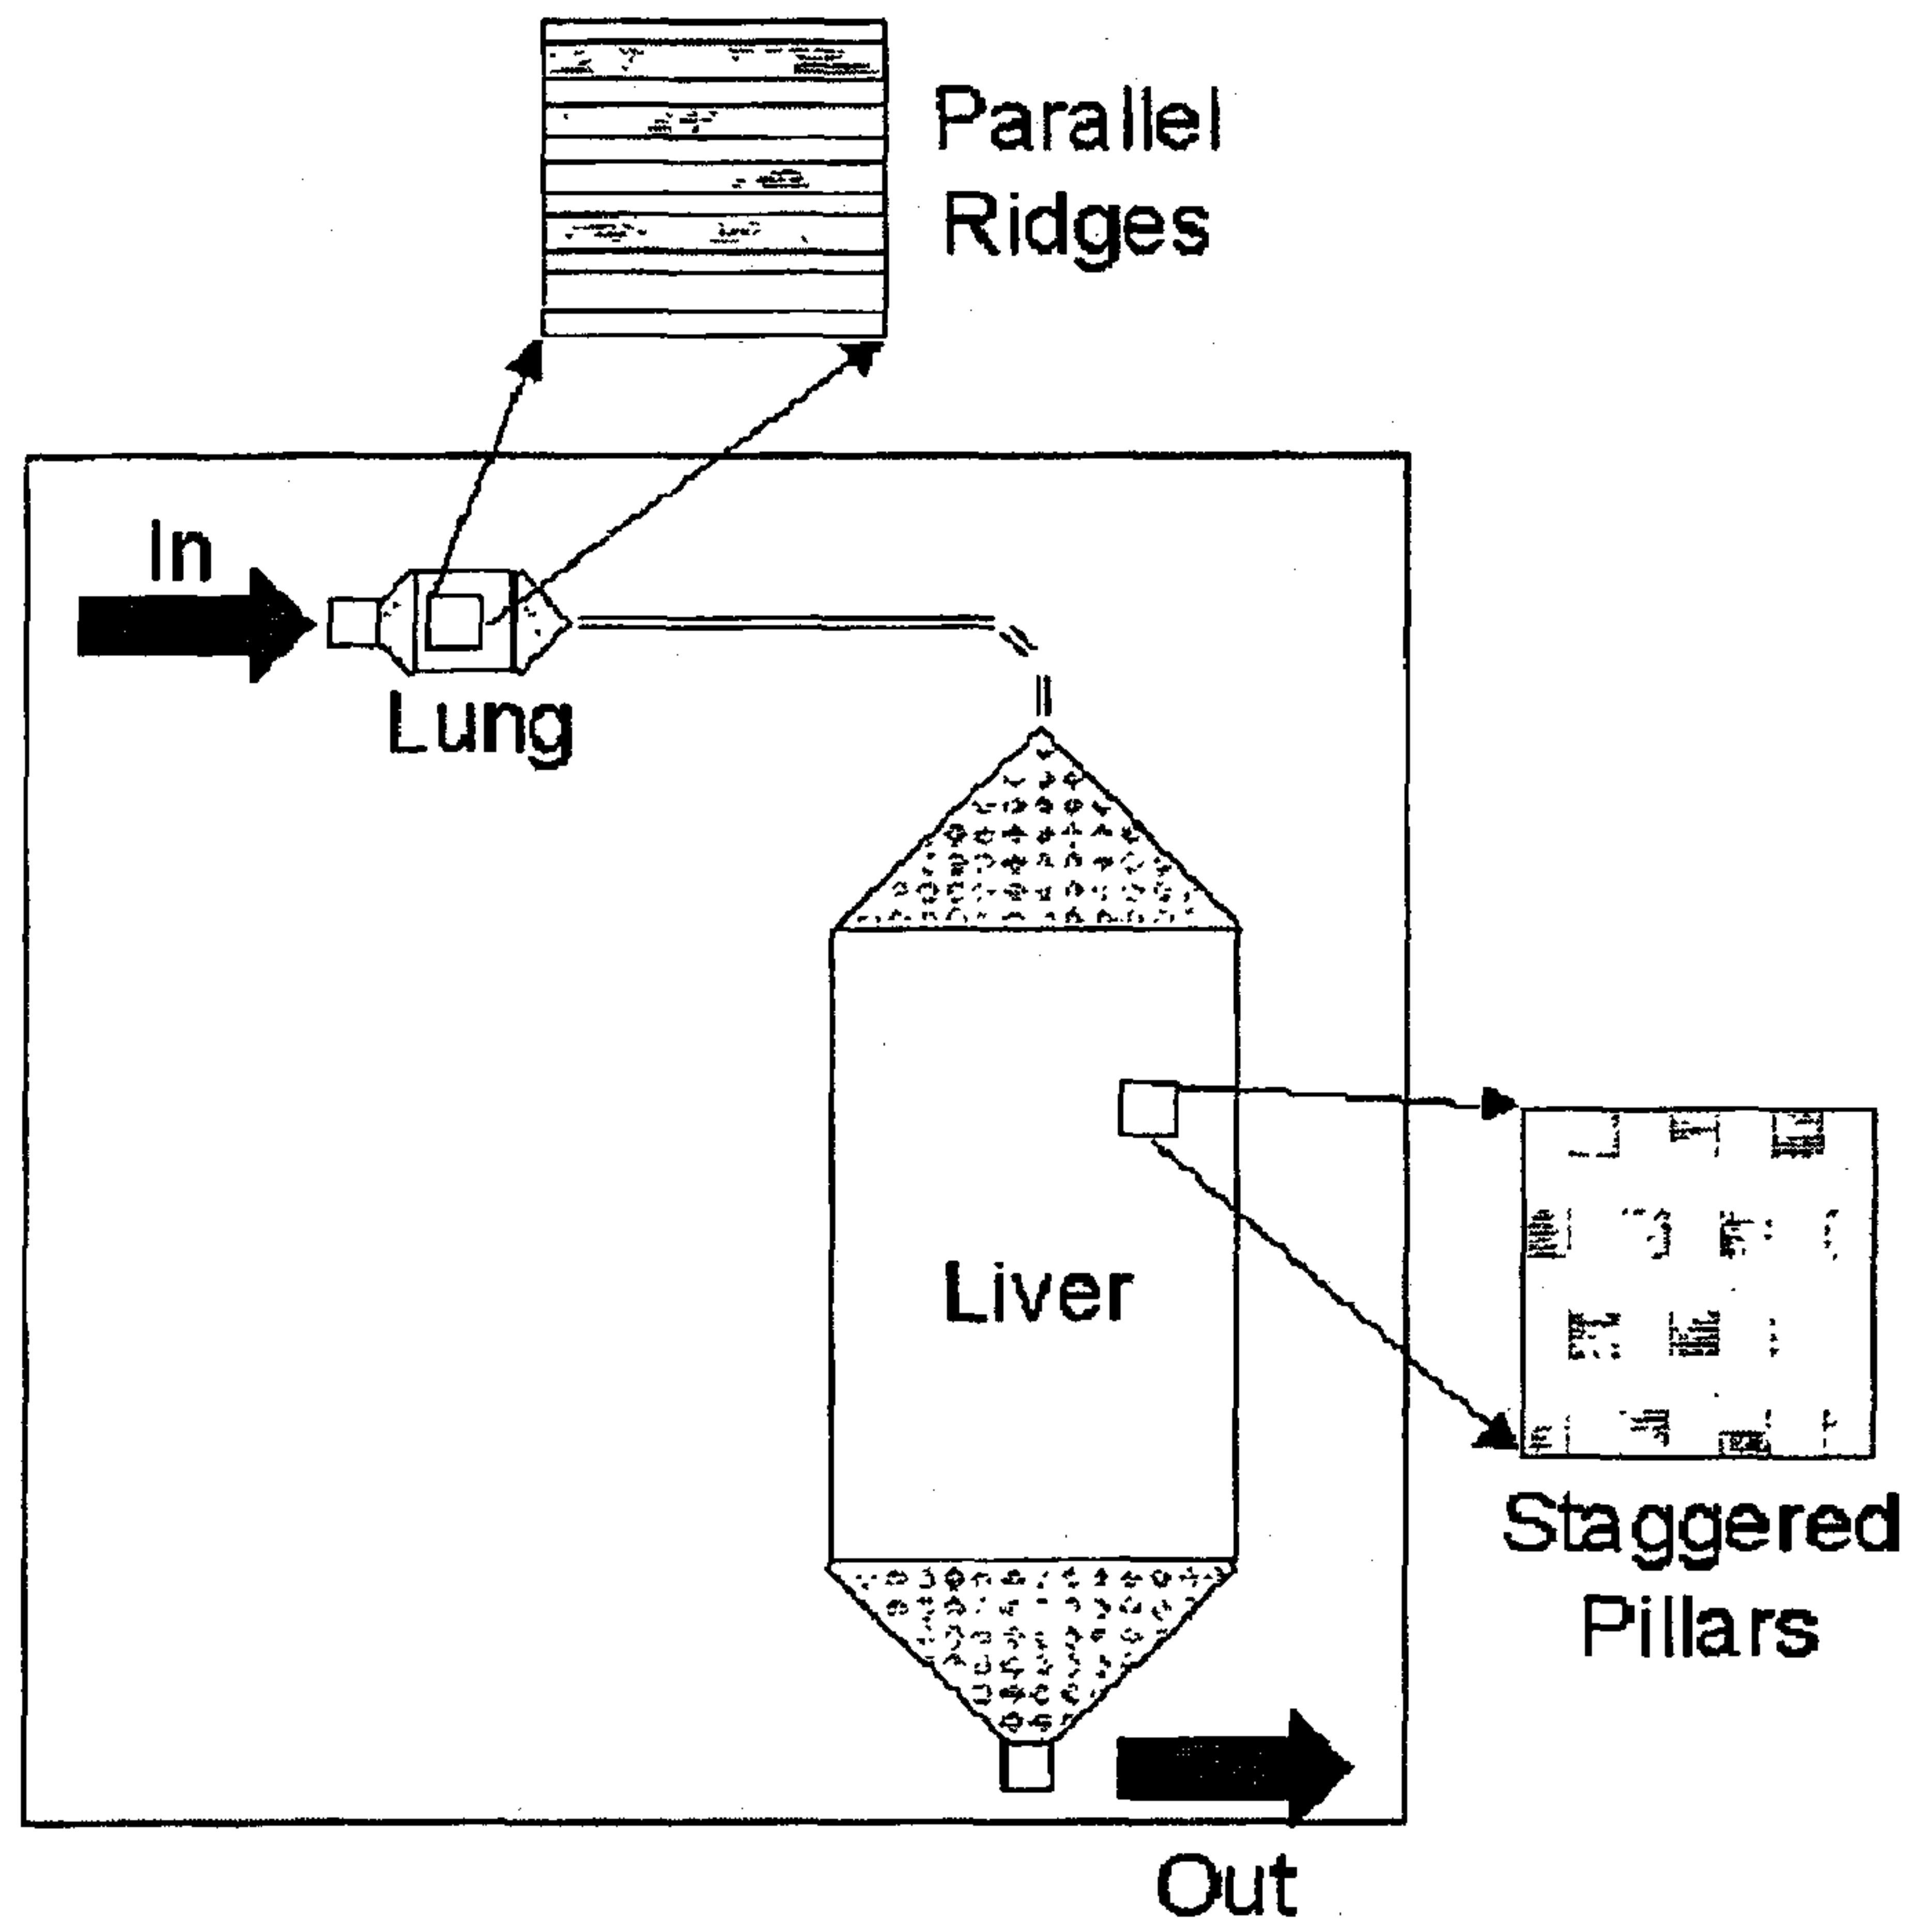 Parallel
Ridges
In
Lung
Liver
Staggered
Pillars
Out